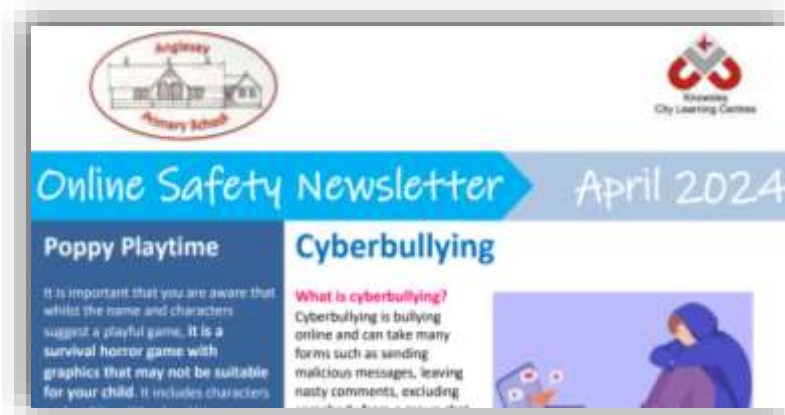 Anglesey
Primary School
Knowsley
City Learning Centres
Online Safety Newsletter
April 2024
Poppy Playtime
It is important that you are aware that
whilst the name and characters
suggest a playful game, it is a
survival horror game with
graphics that may not be suitable
for your child. It includes characters
Cyberbullying
What is cyberbullying?
Cyberbullying is bullying
online and can take many
forms such as sending
malicious messages, leaving
nasty comments, excluding